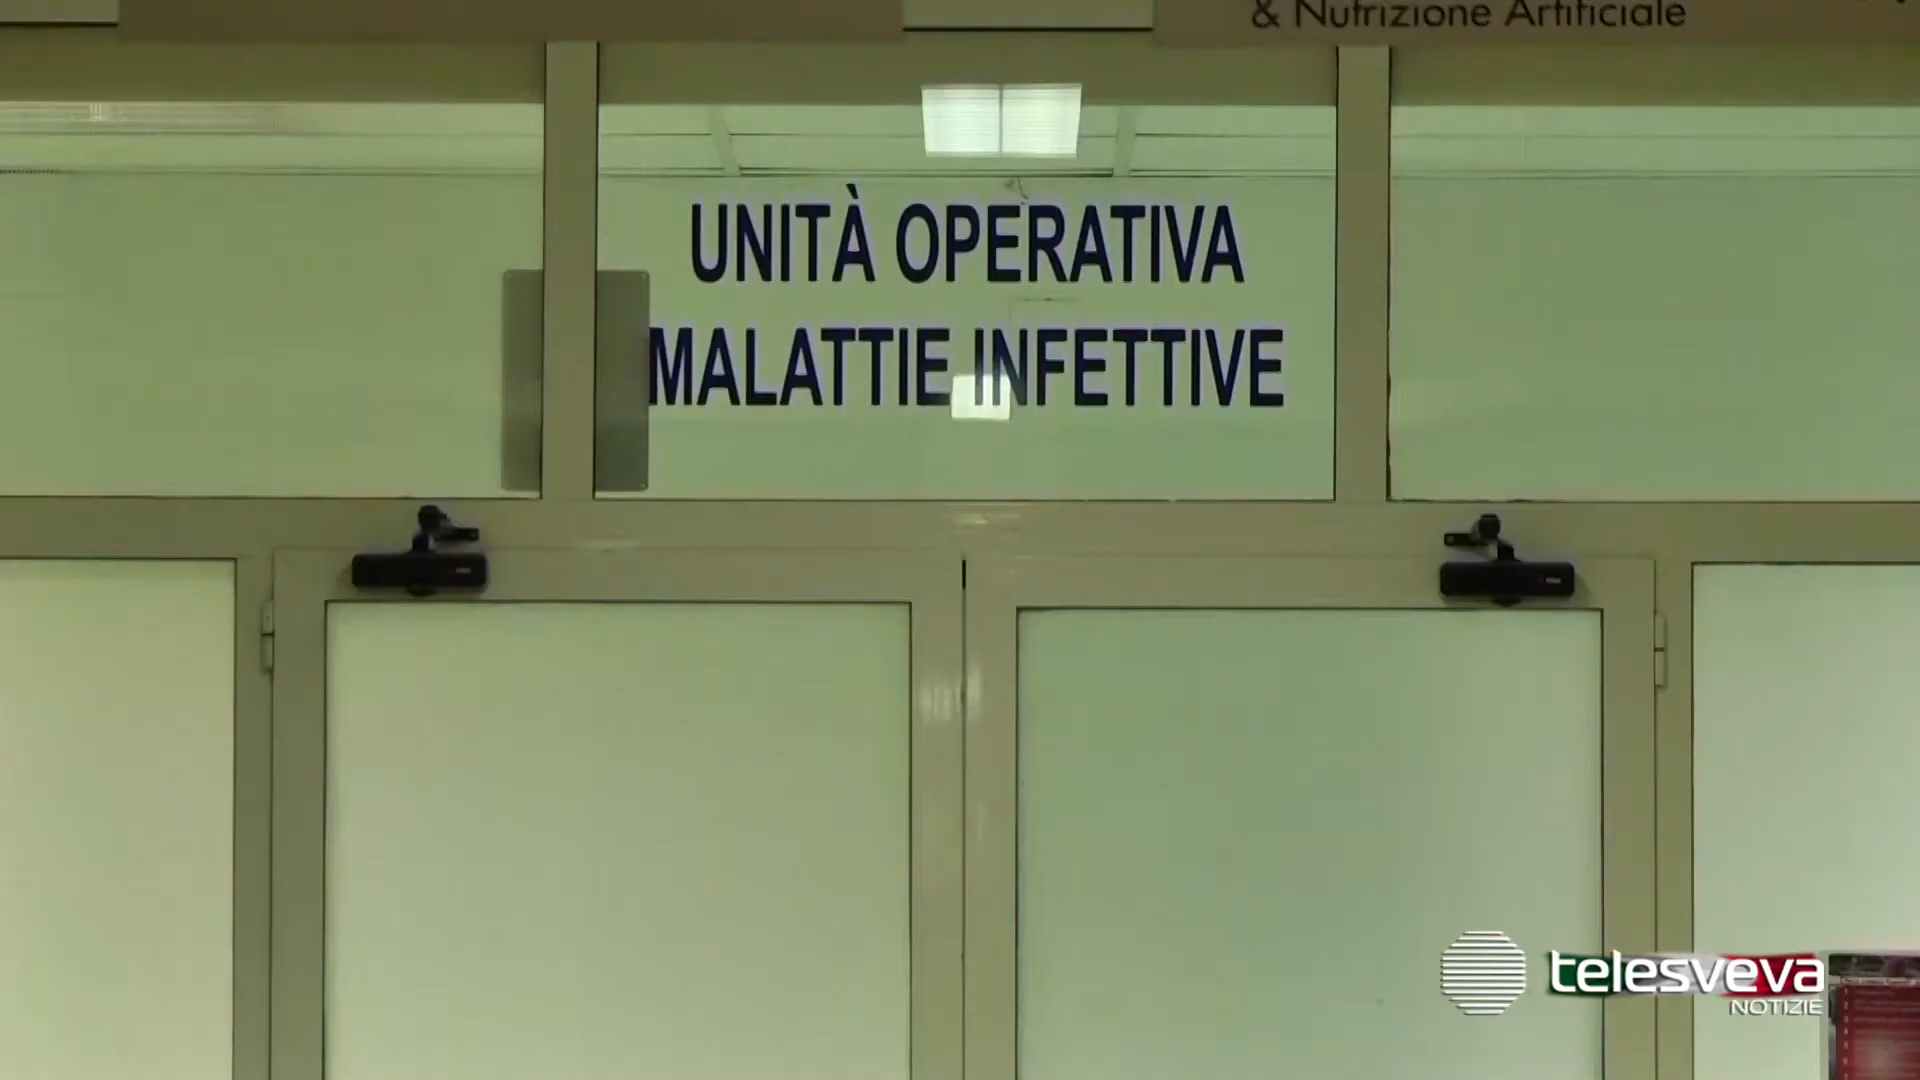 & Nutrizione Artificiale
UNITÀ OPERATIVA
MALATTIE INFETTIVE
telesveva
NOTIZIE